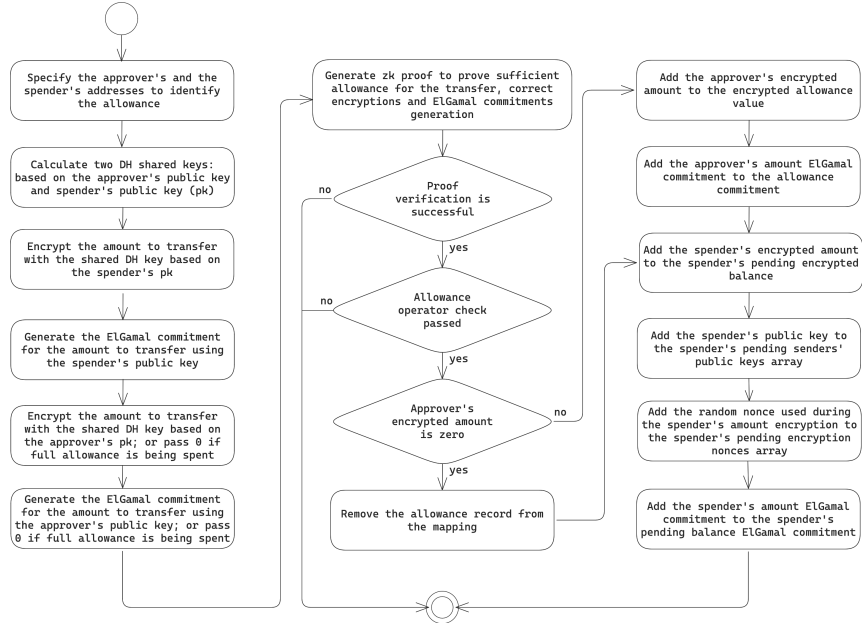 Specify the approver's and the
spender's addresses to identify
the allowance
Calculate two DH shared keys:
based on the approver's public key
and spender's public key (pk)
Encrypt the amount to transfer
with the shared DH key based on
the spender's pk
Generate the ElGamal commitment
for the amount to transfer using
the spender's public key
Encrypt the amount to transfer
with the shared DH key based on
the approver's pk; or pass 0 if
full allowance is being spent
Generate the ElGamal commitment
for the amount to transfer using
the approver's public key; or pass
0 if full allowance is being spent
Generate zk proof to prove sufficient
allowance for the transfer, correct
encryptions and ElGamal commitments
generation
Proof
verification is
successful
no
yes
Allowance
operator check
passed
no
yes
Approver's
encrypted amount
is zero
no
yes
Remove the allowance record from
the mapping
Add the approver's encrypted
amount to the encrypted allowance
value
Add the approver's amount ElGamal
commitment to the allowance
commitment
Add the spender's encrypted amount
to the spender's pending encrypted
balance
Add the spender's public key to
the spender's pending senders'
public keys array
Add the random nonce used during
the spender's amount encryption to
the spender's pending encryption
nonces array
Add the spender's amount ElGamal
commitment to the spender's
pending balance ElGamal commitment